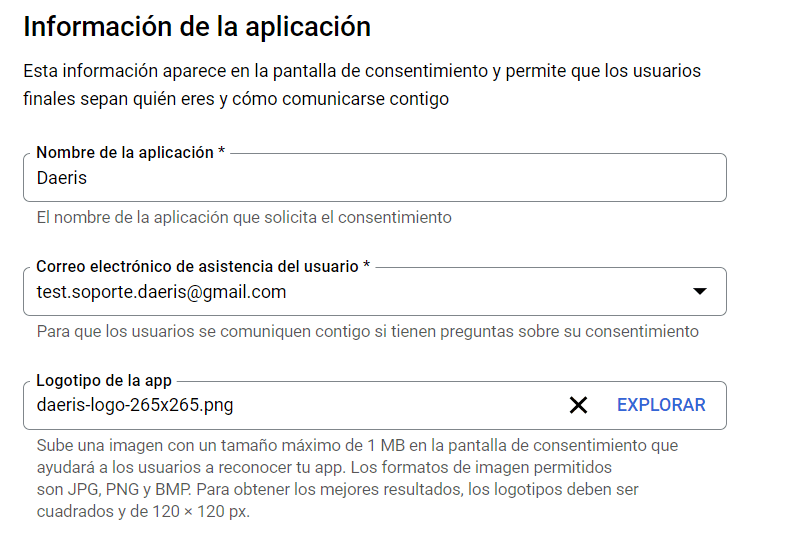 Información de la aplicación
Esta información aparece en la pantalla de consentimiento y permite que los usuarios
finales sepan quién eres y cómo comunicarse contigo
Nombre de la aplicación *
Daeris
El nombre de la aplicación que solicita el consentimiento
Correo electrónico de asistencia del usuario *
test.soporte.daeris@gmail.com
Para que los usuarios se comuniquen contigo si tienen preguntas sobre su consentimiento
Logotipo de la app
daeris-logo-265x265.png
EXPLORAR
Sube una imagen con un tamaño máximo de 1 MB en la pantalla de consentimiento que
ayudará a los usuarios a reconocer tu app. Los formatos de imagen permitidos
son JPG, PNG y BMP. Para obtener los mejores resultados, los logotipos deben ser
cuadrados y de 120 × 120 px.